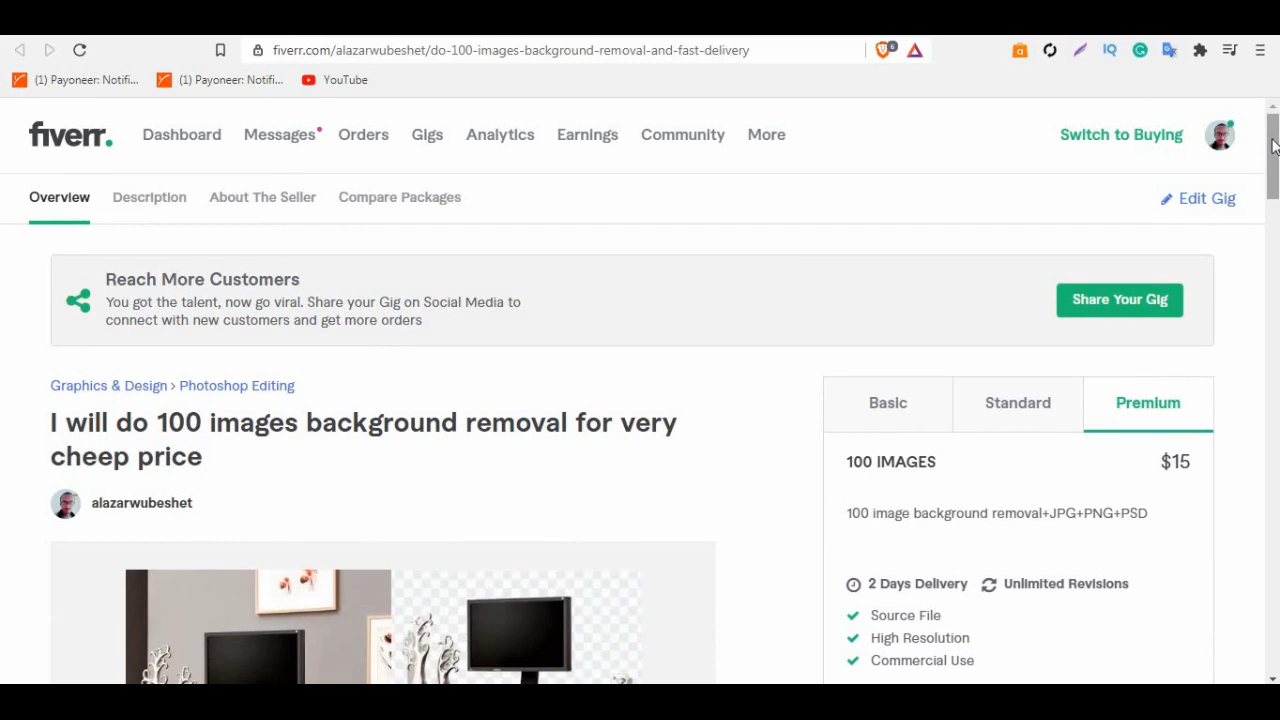 fiverr.com/alazarwubeshet/do-100-images-background-removal-and-fast-delivery
6
IQ
(1) Payoneer: Notifi...
(1) Payoneer: Notifi...
YouTube
fiverr.
Dashboard
Messages
Orders
Gigs
Analytics
Earnings
Community
More
Switch to Buying
Overview
Description
About The Seller
Compare Packages
Edit Gig
Reach More Customers
You got the talent, now go viral. Share your Gig on Social Media to
connect with new customers and get more orders
Share Your Gig
Graphics & Design › Photoshop Editing
I will do 100 images background removal for very
cheep price
alazarwubeshet
Basic
Standard
Premium
100 IMAGES
$15
100 image background removal+JPG+PNG+PSD
2 Days Delivery
Unlimited Revisions
Source File
High Resolution
Commercial Use